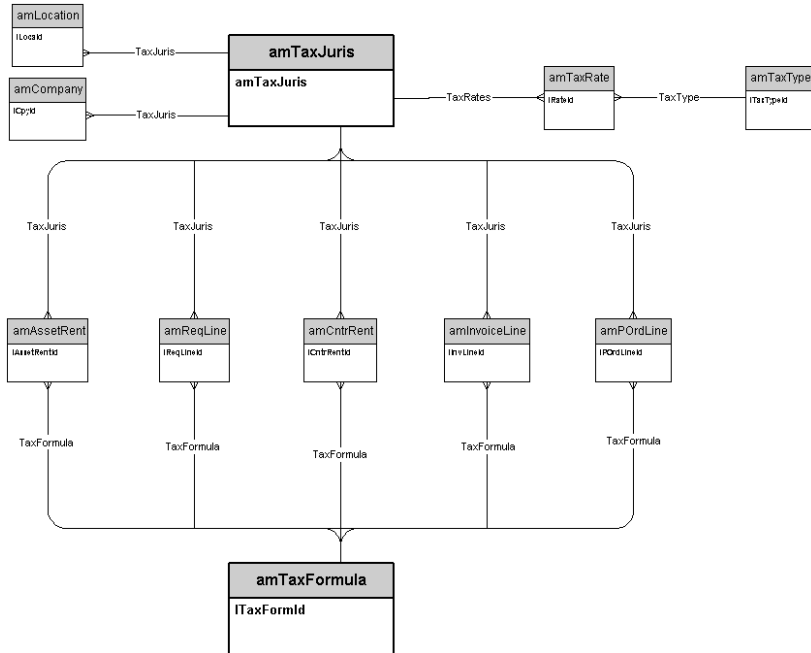 amLocation
lLocaId
TaxJuris
amTaxJuris
amTaxJuris
amCompany
lCpyId
TaxJuris
TaxRates
amTaxRate
lRateId
TaxType
amTaxType
lTaxTypeId
TaxJuris
TaxJuris
TaxJuris
TaxJuris
TaxJuris
amAssetRent
lAssetRentId
amReqLine
lReqLineId
amCntrRent
lCntrRentId
amInvoiceLine
lInvLineId
amPOrdLine
lPOrdLineId
TaxFormula
TaxFormula
TaxFormula
TaxFormula
TaxFormula
amTaxFormula
lTaxFormId